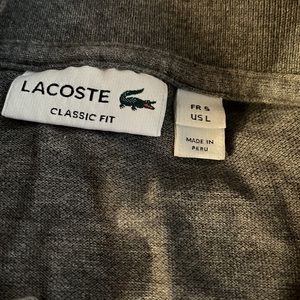 LACOSTE
CLASSIC FIT
FR 5
US L
MADE IN
PERU